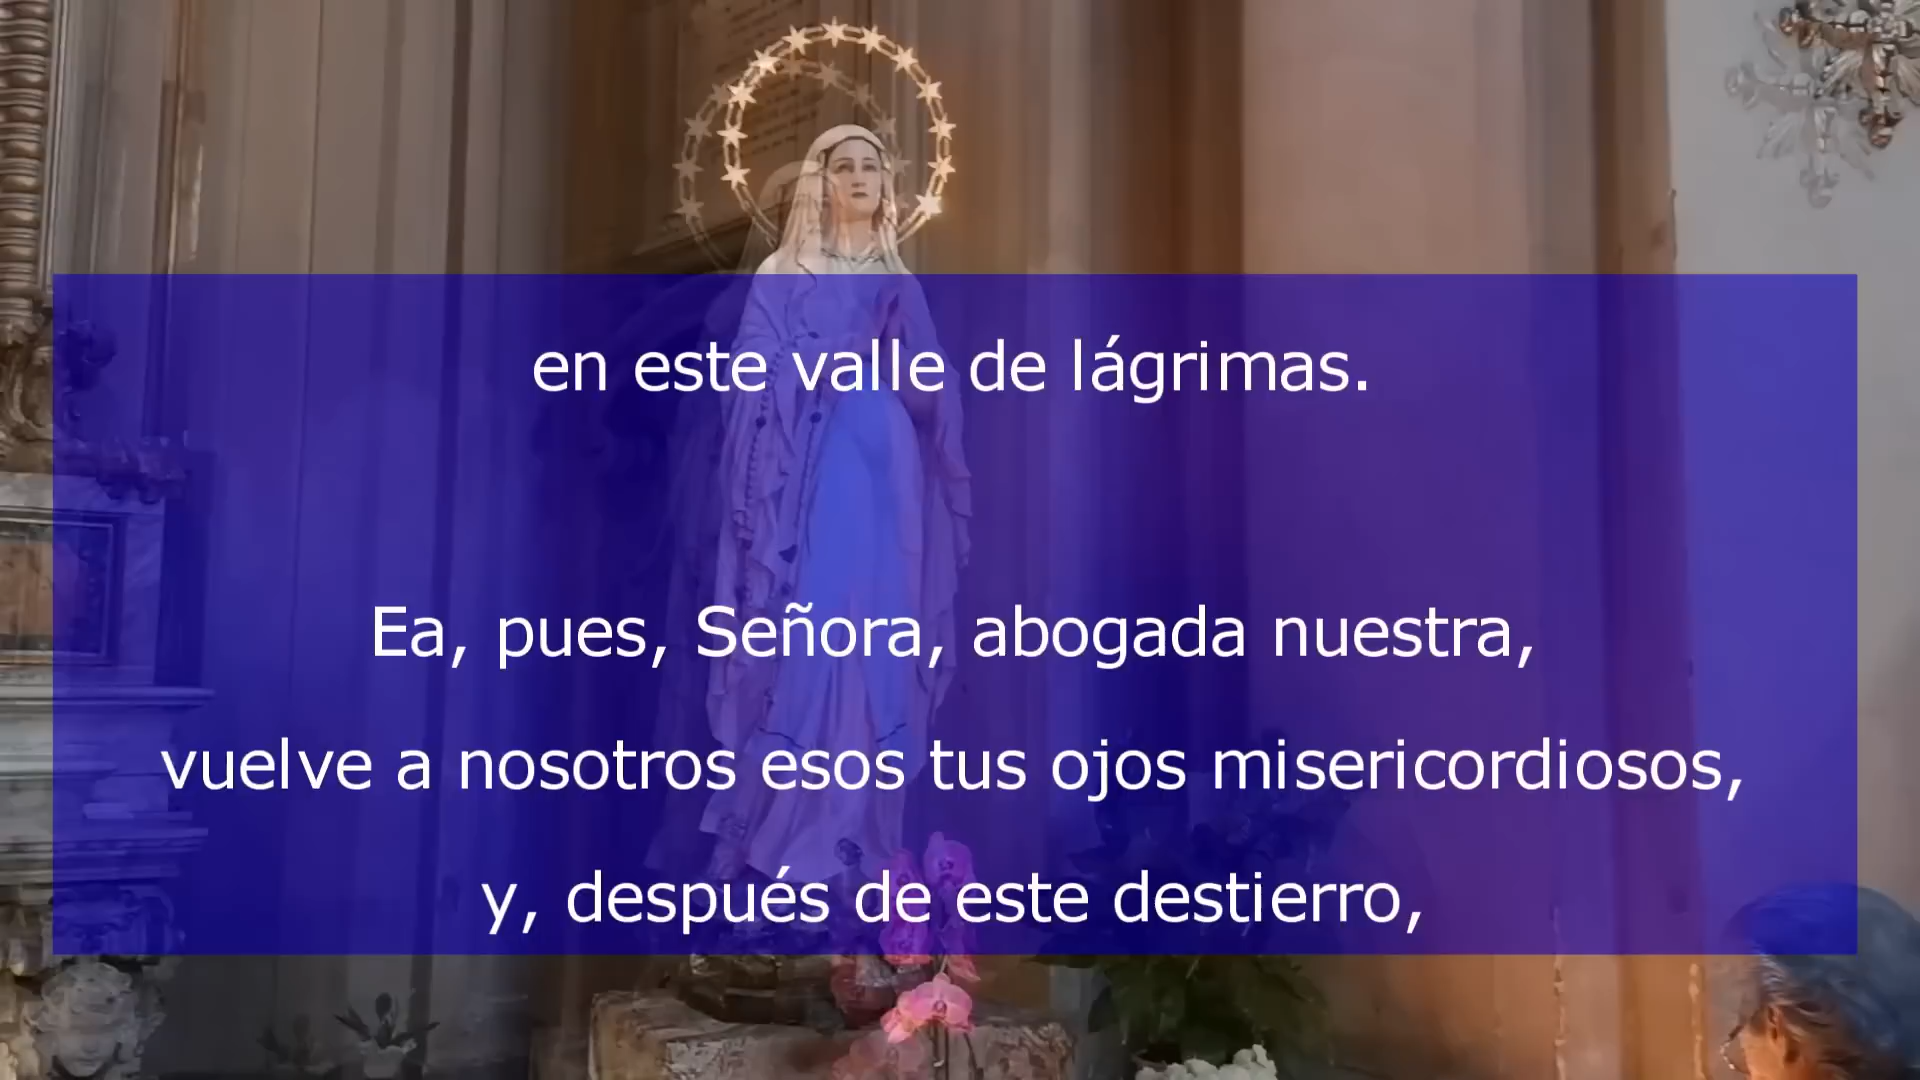 en este valle de lágrimas.
Ea, pues, Señora, abogada nuestra,
vuelve a nosotros esos tus ojos misericordiosos,
y, después de este destierro,